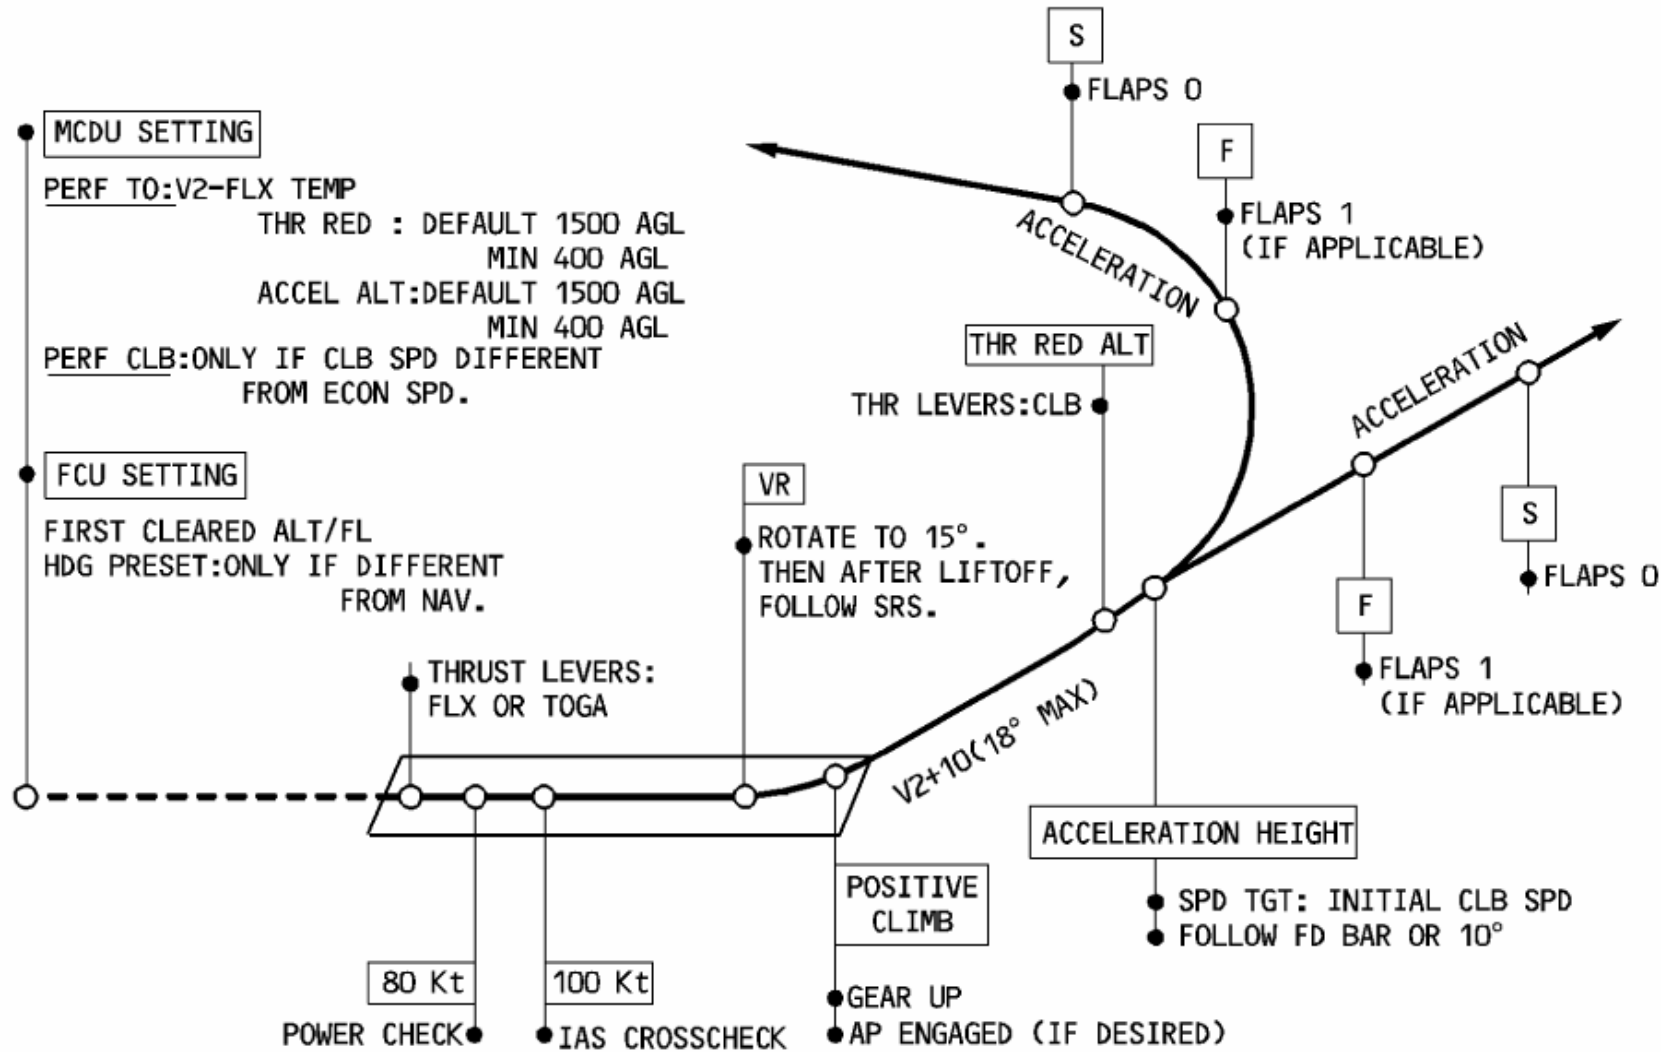 MCDU SETTING
PERF TO:V2-FLX TEMP
THR RED : DEFAULT 1500 AGL
MIN 400 AGL
ACCEL ALT:DEFAULT 1500 AGL
MIN 400 AGL
PERF CLB:ONLY IF CLB SPD DIFFERENT
FROM ECON SPD.
FCU SETTING
FIRST CLEARED ALT/FL
HDG PRESET:ONLY IF DIFFERENT
FROM NAV.
THRUST LEVERS:
FLX OR TOGA
80 Kt
POWER CHECK
100 Kt
IAS CROSSCHECK
VR
ROTATE TO 15°.
THEN AFTER LIFTOFF,
FOLLOW SRS.
POSITIVE
CLIMB
GEAR UP
AP ENGAGED (IF DESIRED)
V2+10(18° MAX)
THR RED ALT
THR LEVERS:CLB
ACCELERATION HEIGHT
SPD TGT: INITIAL CLB SPD
FOLLOW FD BAR OR 10°
F
FLAPS 1
(IF APPLICABLE)
ACCELERATION
S
FLAPS 0
F
FLAPS 1
(IF APPLICABLE)
ACCELERATION
S
FLAPS 0